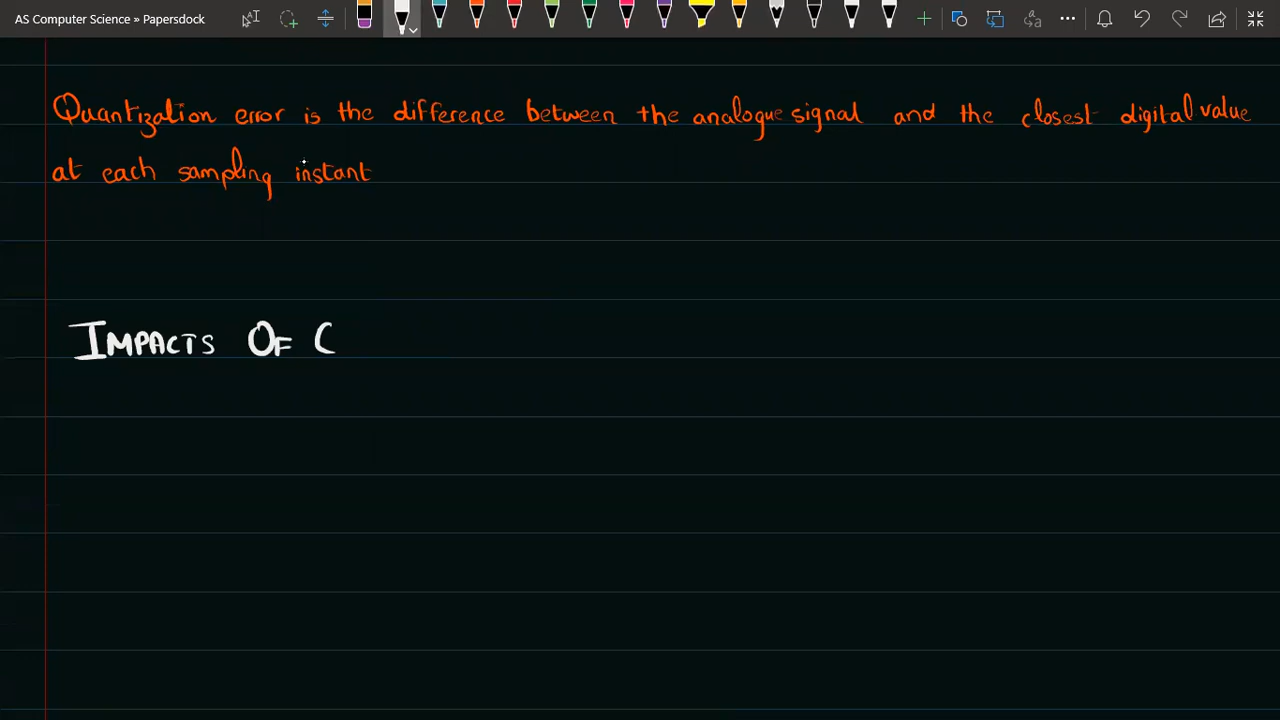 AS Computer Science » Papersdock
Quantization error is the difference between the analogue signal and the closest digital value
at each sampling instant
IMPACTS OF C